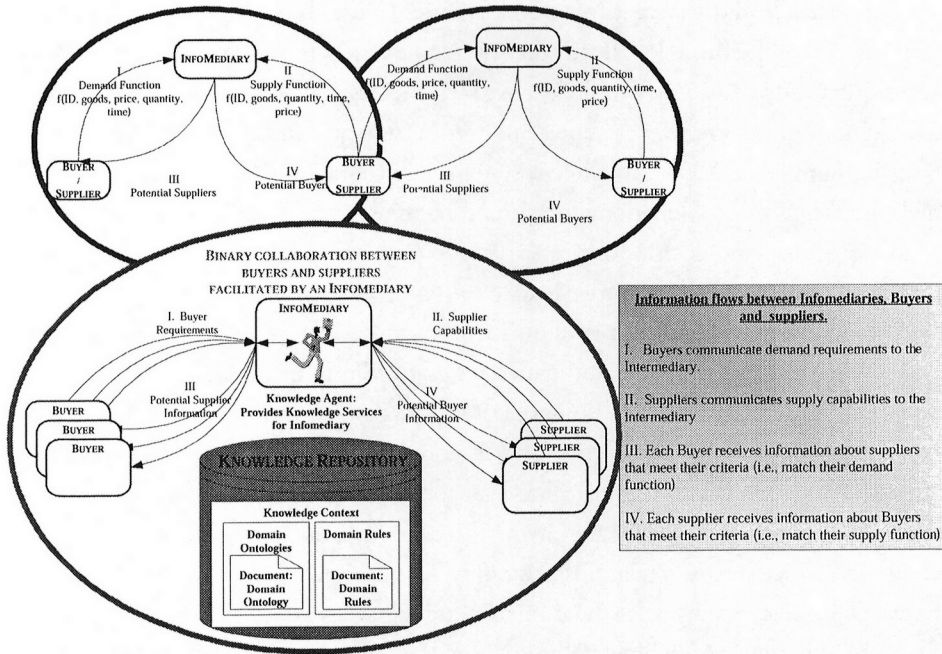 INFOMEDIARY
I
Demand Function
f(ID, goods, price, quantity,
time)
II
Supply Function
f(ID, goods, quantity, time,
price)
BUYER
/
SUPPLIER
III
Potential Suppliers
IV
Potential Buyer
BUYER
/
SUPPLIER
INFOMEDIARY
I
Demand Function
f(ID, goods, price, quantity,
time)
II
Supply Function
f(ID, goods, quantity, time,
price)
III
Potential Suppliers
BUYER
/
SUPPLIER
IV
Potential Buyers
BINARY COLLABORATION BETWEEN
BUYERS AND SUPPLIERS
FACILITATED BY AN INFOMEDIARY
INFOMEDIARY
I. Buyer
Requirements
II. Supplier
Capabilities
III
Potential Supplier
Information
IV
Potential Buyer
Information
Knowledge Agent:
Provides Knowledge Services
for Infomediary
BUYER
BUYER
BUYER
SUPPLIER
SUPPLIER
SUPPLIER
KNOWLEDGE REPOSITORY
Knowledge Context
Domain
Ontologies
Document:
Domain
Ontology
Domain Rules
Document:
Domain
Rules
Information flows between Infomediaries, Buyers
and suppliers.
I. Buyers communicate demand requirements to the
Intermediary.
II. Suppliers communicates supply capabilities to the
intermediary
III. Each Buyer receives information about suppliers
that meet their criteria (i.e., match their demand
function)
IV. Each supplier receives information about Buyers
that meet their criteria (i.e., match their supply function)